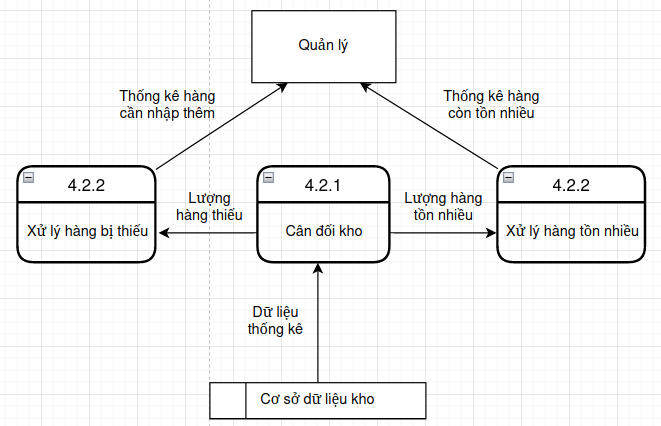 Quản lý
Thống kê hàng
cần nhập thêm
Thống kê hàng
còn tồn nhiều
4.2.2
Xử lý hàng bị thiếu
Lượng
hàng thiếu
4.2.1
Cân đối kho
Lượng hàng
tồn nhiều
4.2.2
Xử lý hàng tồn nhiều
Dữ liệu
thống kê
Cơ sở dữ liệu kho